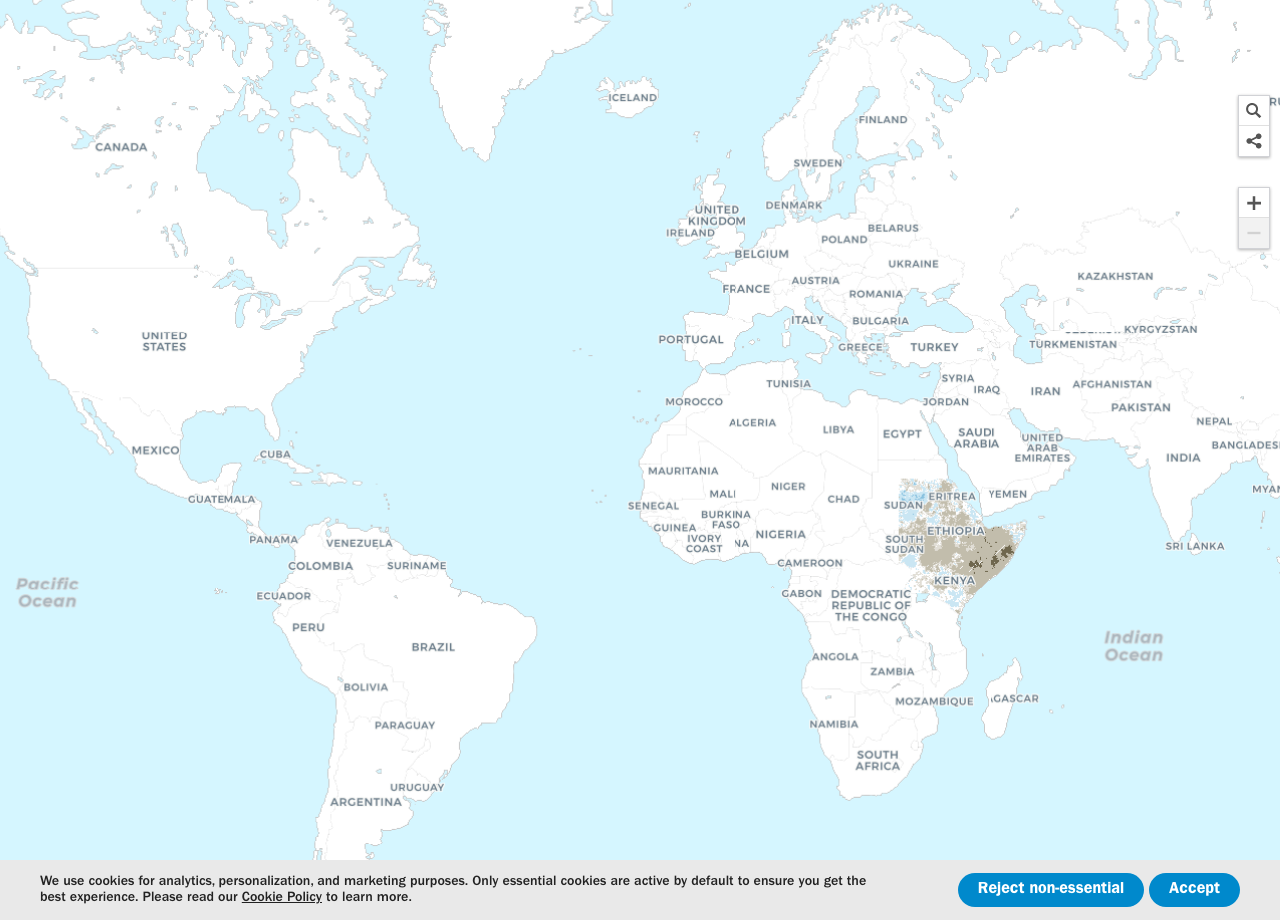 ICELAND
FINLAND
CANADA
SWEDEN
DENMARK
UNITED
KINGDOM
IRELAND
BELARUS
POLAND
BELGIUM
UKRAINE
KAZAKHSTAN
AUSTRIA
FRANCE
ROMANIA
ITALY
BULGARIA
KYRGYZSTAN
UNITED
STATES
PORTUGAL
GREECE
TURKEY
TURKMENISTAN
SYRIA
TUNISIA
IRAQ
IRAN
AFGHANISTAN
MOROCCO
JORDAN
PAKISTAN
ALGERIA
LIBYA
EGYPT
SAUDI
ARABIA
NEPAL
UNITED
ARAB
EMIRATES
BANGLADESH
MEXICO
CUBA
INDIA
MAURITANIA
NIGER
MALI
CHAD
ERITREA
YEMEN
GUATEMALA
SENEGAL
SUDAN
BURKINA
FASO
GUINEA
NIGERIA
ETHIOPIA
PANAMA
VENEZUELA
IVORY
COAST
NA
SOUTH
SUDAN
SRI LANKA
COLOMBIA
SURINAME
CAMEROON
KENYA
Pacific
Ocean
ECUADOR
GABON
DEMOCRATIC
REPUBLIC OF
THE CONGO
PERU
BRAZIL
Indian
Ocean
ANGOLA
ZAMBIA
BOLIVIA
MOZAMBIQUE
GASCAR
PARAGUAY
NAMIBIA
SOUTH
AFRICA
URUGUAY
ARGENTINA
We use cookies for analytics, personalization, and marketing purposes. Only essential cookies are active by default to ensure you get the
best experience. Please read our Cookie Policy to learn more.
Reject non-essential
Accept